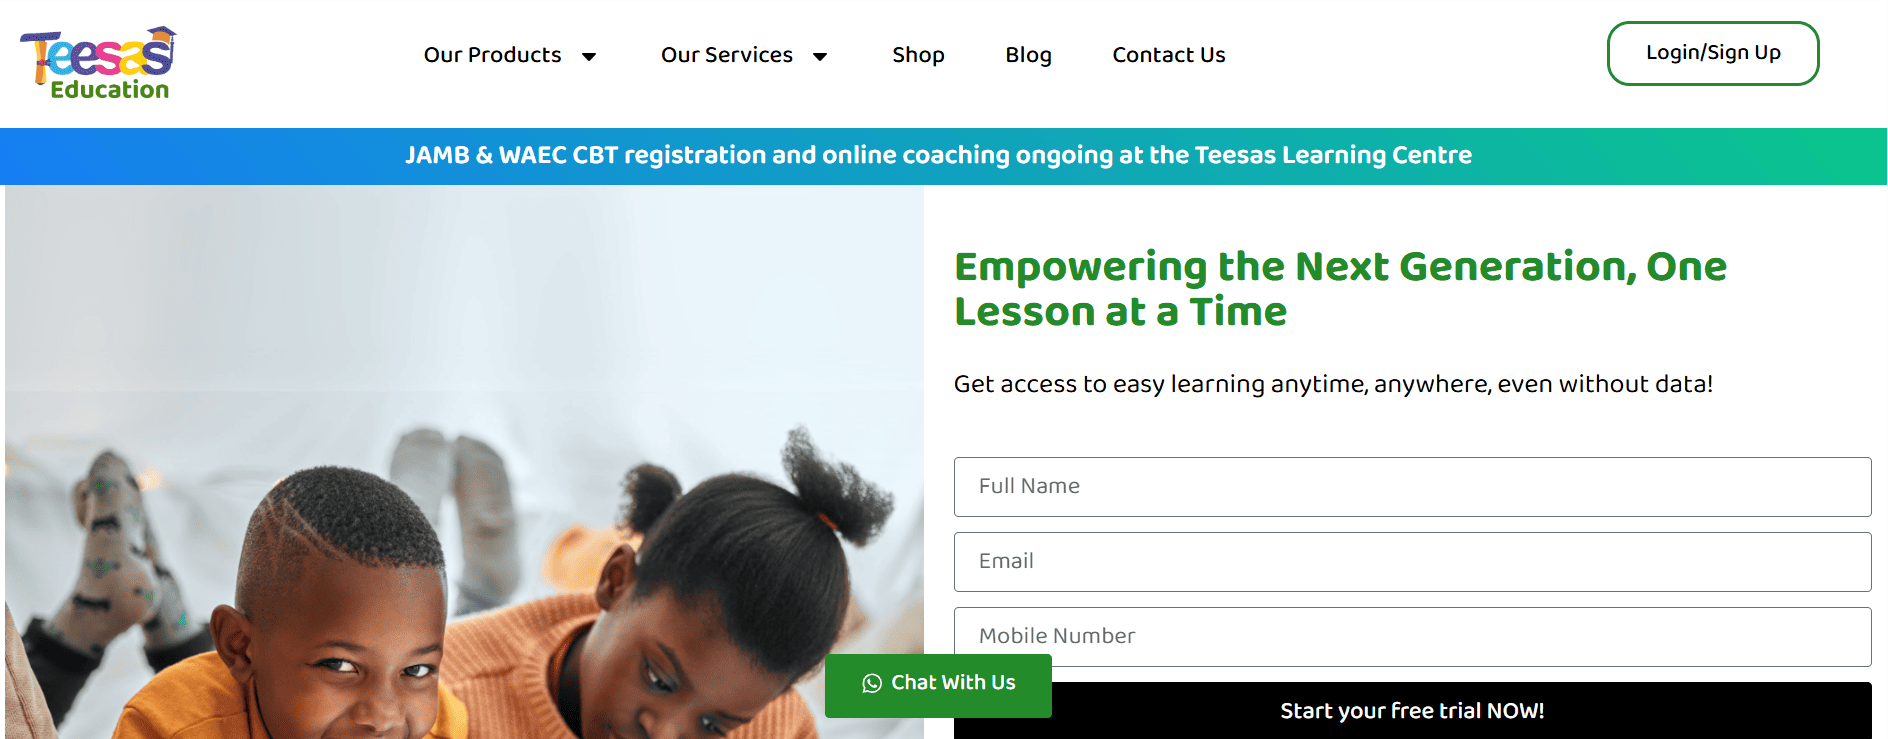 Teesas
Education
Our Products
Our Services
Shop
Blog
Contact Us
Login/Sign Up
JAMB & WAEC CBT registration and online coaching ongoing at the Teesas Learning Centre
Empowering the Next Generation, One
Lesson at a Time
Get access to easy learning anytime, anywhere, even without data!
Full Name
Email
Mobile Number
Chat With Us
Start your free trial NOW!